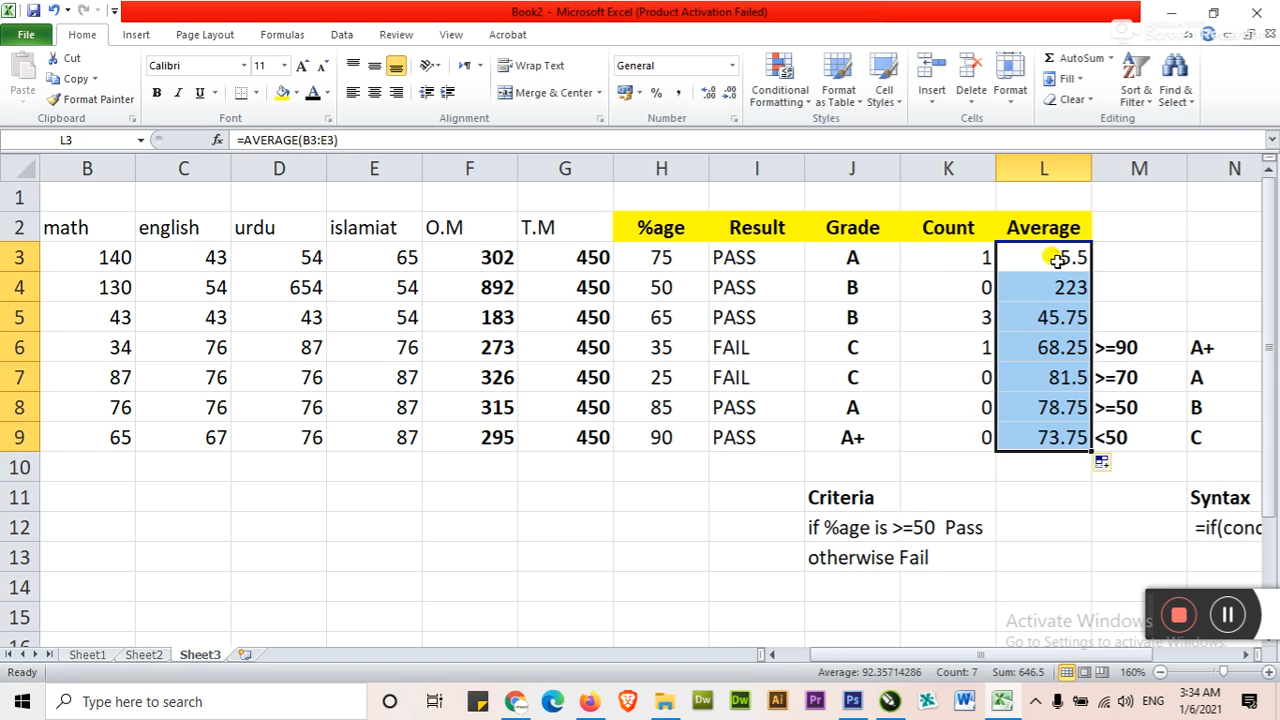 Book2 - Microsoft Excel (Product Activation Failed)
File Home Insert Page Layout Formulas Data Review View Acrobat
Paste Cut Copy Format Painter
Calibri 11
Wrap Text Merge & Center
General
Conditional Formatting Format as Table Cell Styles
Insert Delete Format
AutoSum Fill Clear Sort & Filter Find & Select
Clipboard Font Alignment Number Styles Cells Editing
L3 fx =AVERAGE(B3:E3)
B C D E F G H I J K L M N
1
2 math english urdu islamiat O.M T.M %age Result Grade Count Average
3 140 43 54 65 302 450 75 PASS A 1 5.5
4 130 54 654 54 892 450 50 PASS B 0 223
5 43 43 43 54 183 450 65 PASS B 3 45.75
6 34 76 87 76 273 450 35 FAIL C 1 68.25 >=90 A+
7 87 76 76 87 326 450 25 FAIL C 0 81.5 >=70 A
8 76 76 76 87 315 450 85 PASS A 0 78.75 >=50 B
9 65 67 76 87 295 450 90 PASS A+ 0 73.75 <50 C
10
11 Criteria Syntax
12 if %age is >=50 Pass =if(cond
13 otherwise Fail
14
15
Activate Windows
Go to Settings to activate Windows.
Sheet1 Sheet2 Sheet3
Ready Average: 92.35714286 Count: 7 Sum: 646.5 160%
Type here to search
Dw Dw Ai Pr Ps W ENG 3:34 AM
1/6/2021